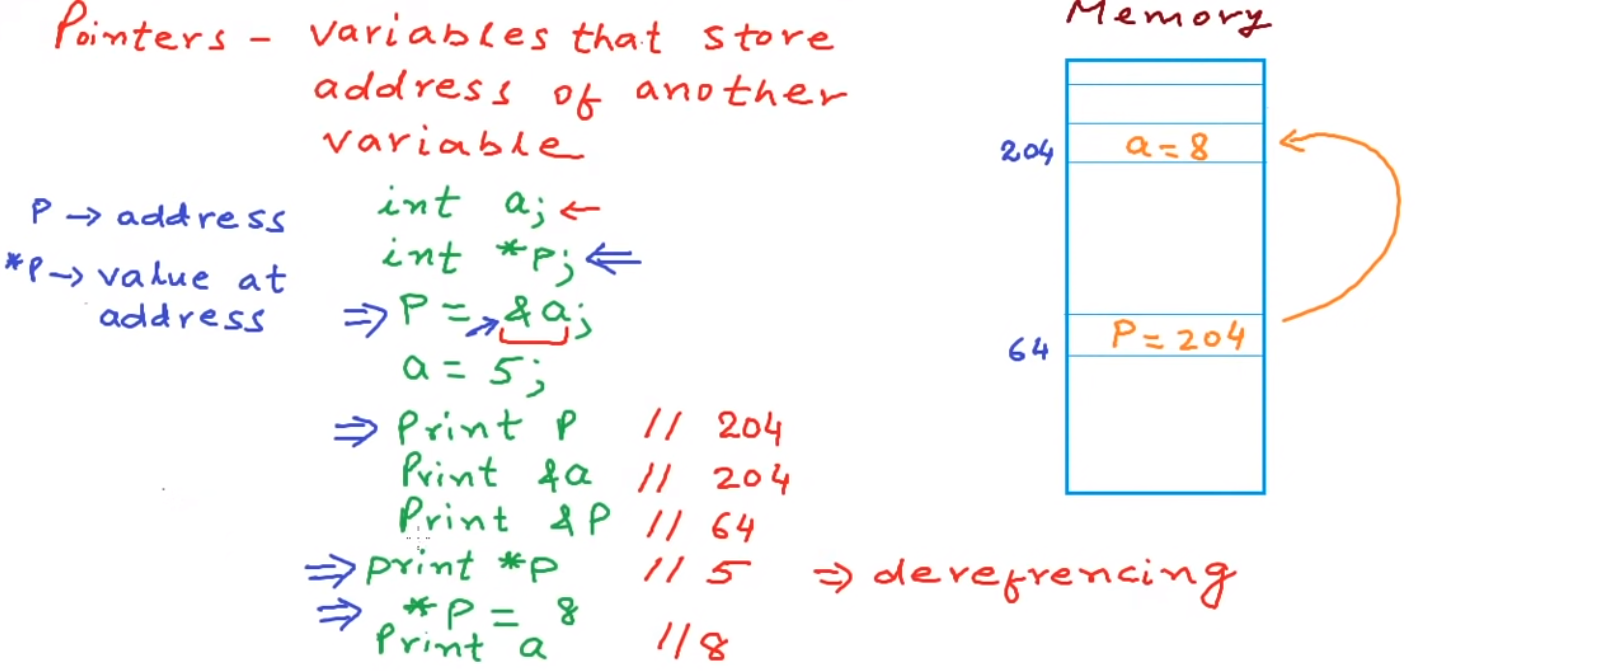 Pointers - variables that store
address of another
variable
P → address
*P → value at
address
int a; ←
int *p; ⇐
⇒ P = &a;
a = 5;
⇒ Print P // 204
Print &a // 204
Print &P // 64
⇒ print *p // 5 ⇒ derefrencing
⇒ *P = 8
Print a //8
Memory
204 a = 8
64 P = 204